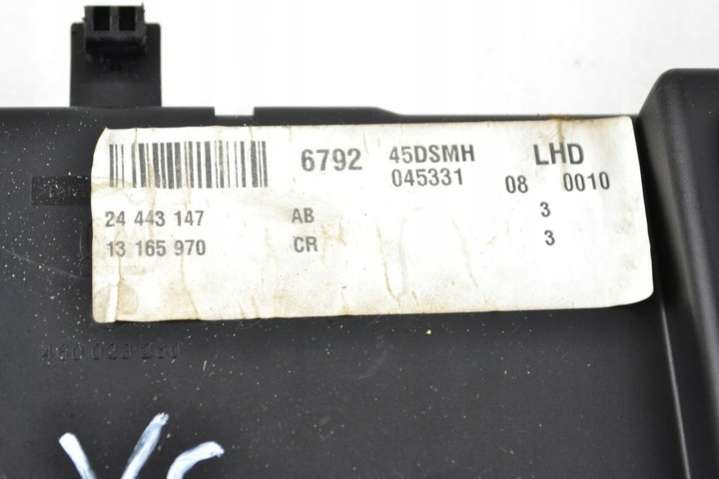 6792 45DSMH LHD
045331 08 0010
24 443 147 AB 3
13 165 970 CR 3